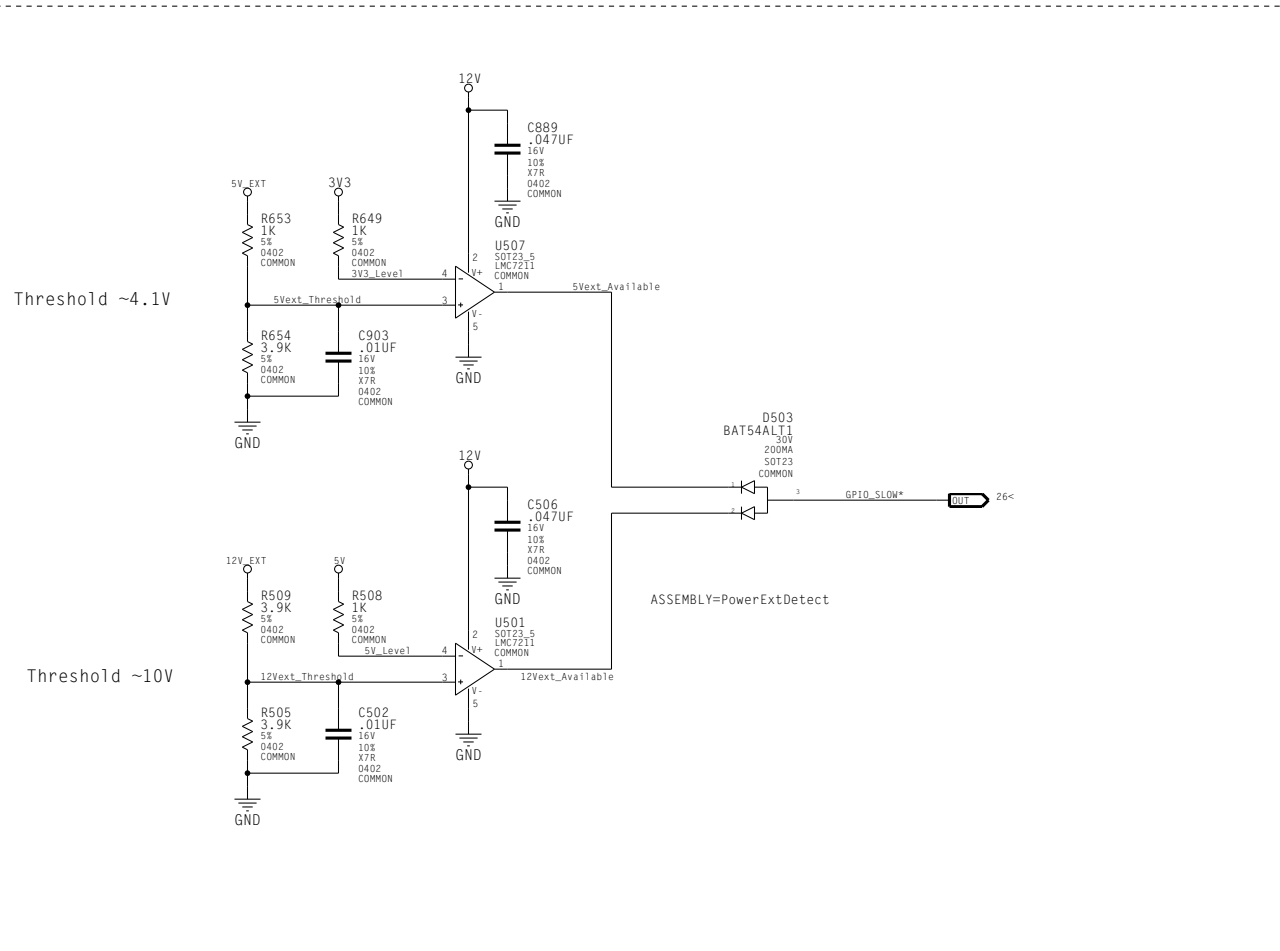 12V
C889
.047UF
16V
10%
X7R
0402
COMMON
GND
5V_EXT
3V3
R653
1K
5%
0402
COMMON
R649
1K
5%
0402
COMMON
3V3_Level
U507
SOT23_5
LMC7211
COMMON
2
V+
4
-
1
5Vext_Available
Threshold ~4.1V
5Vext_Threshold
3
+
V-
5
GND
R654
3.9K
5%
0402
COMMON
C903
.01UF
16V
10%
X7R
0402
COMMON
GND
D503
BAT54ALT1
30V
200MA
SOT23
COMMON
1
2
3
GPIO_SLOW*
OUT
26<
12V
C506
.047UF
16V
10%
X7R
0402
COMMON
GND
12V_EXT
5V
R509
3.9K
5%
0402
COMMON
R508
1K
5%
0402
COMMON
5V_Level
ASSEMBLY=PowerExtDetect
U501
SOT23_5
LMC7211
COMMON
2
V+
4
-
1
12Vext_Available
Threshold ~10V
12Vext_Threshold
3
+
V-
5
GND
R505
3.9K
5%
0402
COMMON
C502
.01UF
16V
10%
X7R
0402
COMMON
GND